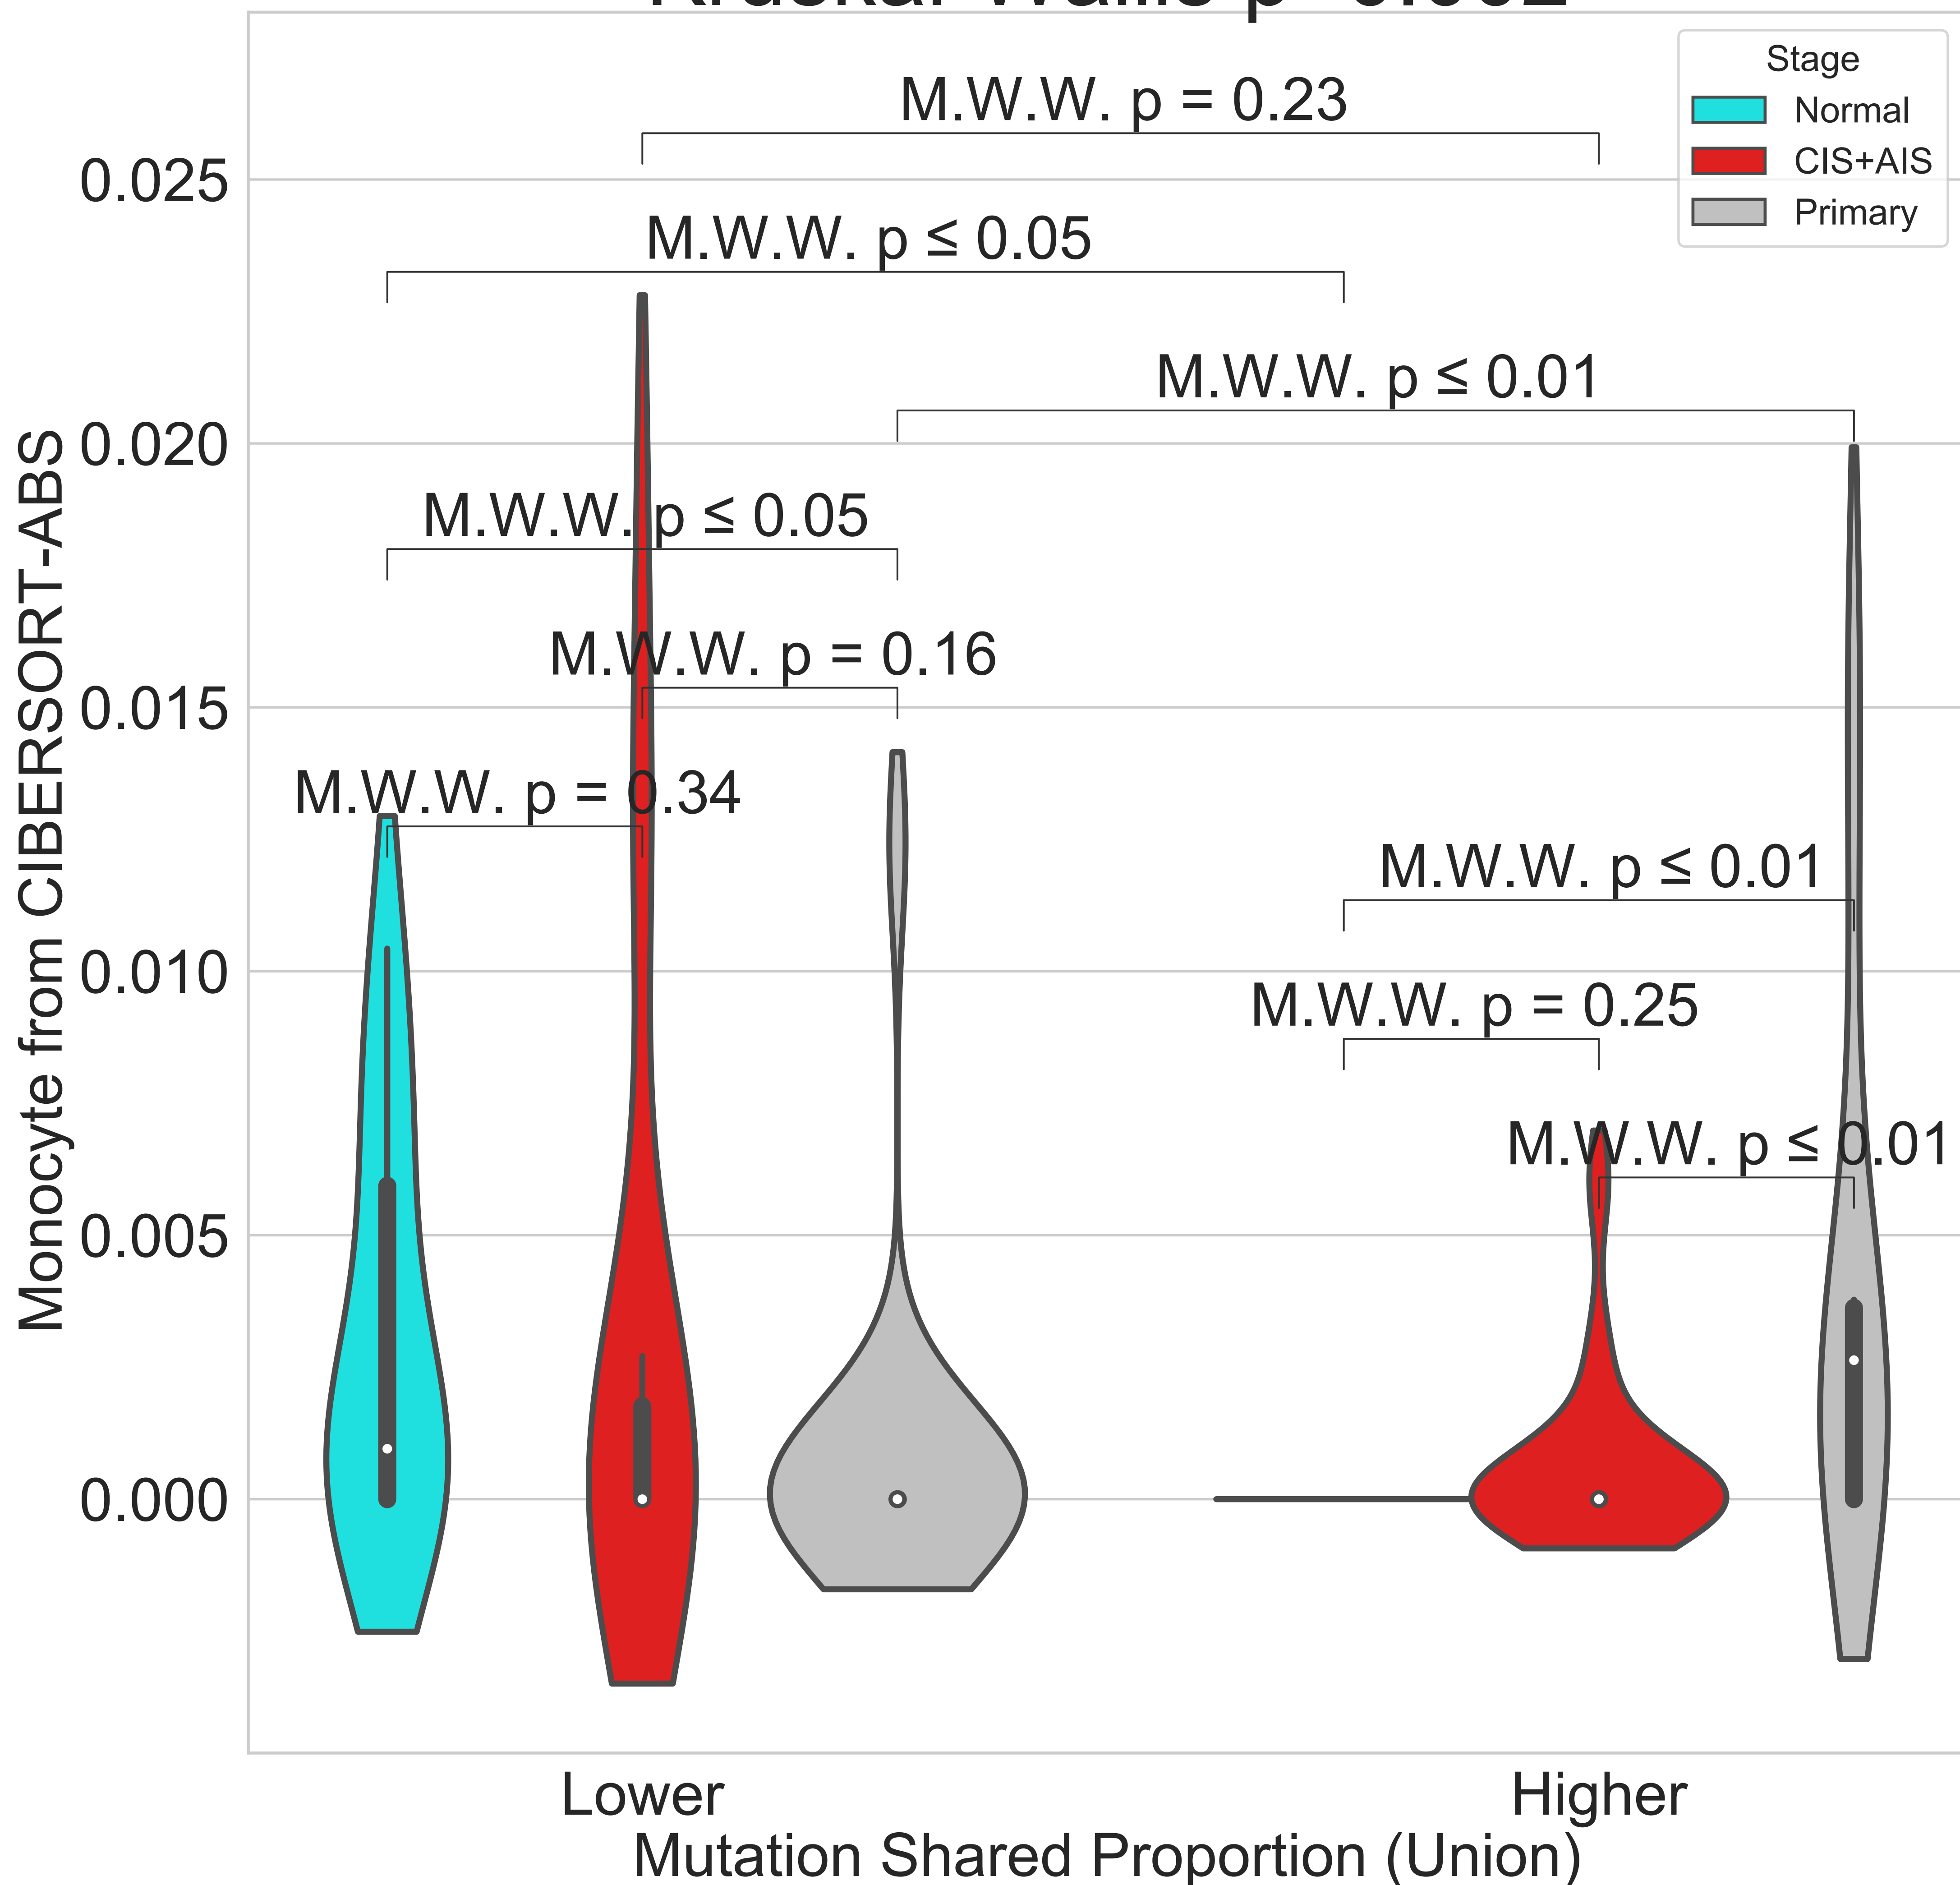 Stage
Normal
CIS+AIS
Primary
M.W.W. p = 0.23
M.W.W. p ≤ 0.05
M.W.W. p ≤ 0.01
M.W.W. p ≤ 0.05
M.W.W. p = 0.16
M.W.W. p = 0.34
M.W.W. p ≤ 0.01
M.W.W. p = 0.25
M.W.W. p ≤ 0.01
Monocyte from CIBERSORT-ABS
0.025
0.020
0.015
0.010
0.005
0.000
Lower
Higher
Mutation Shared Proportion (Union)